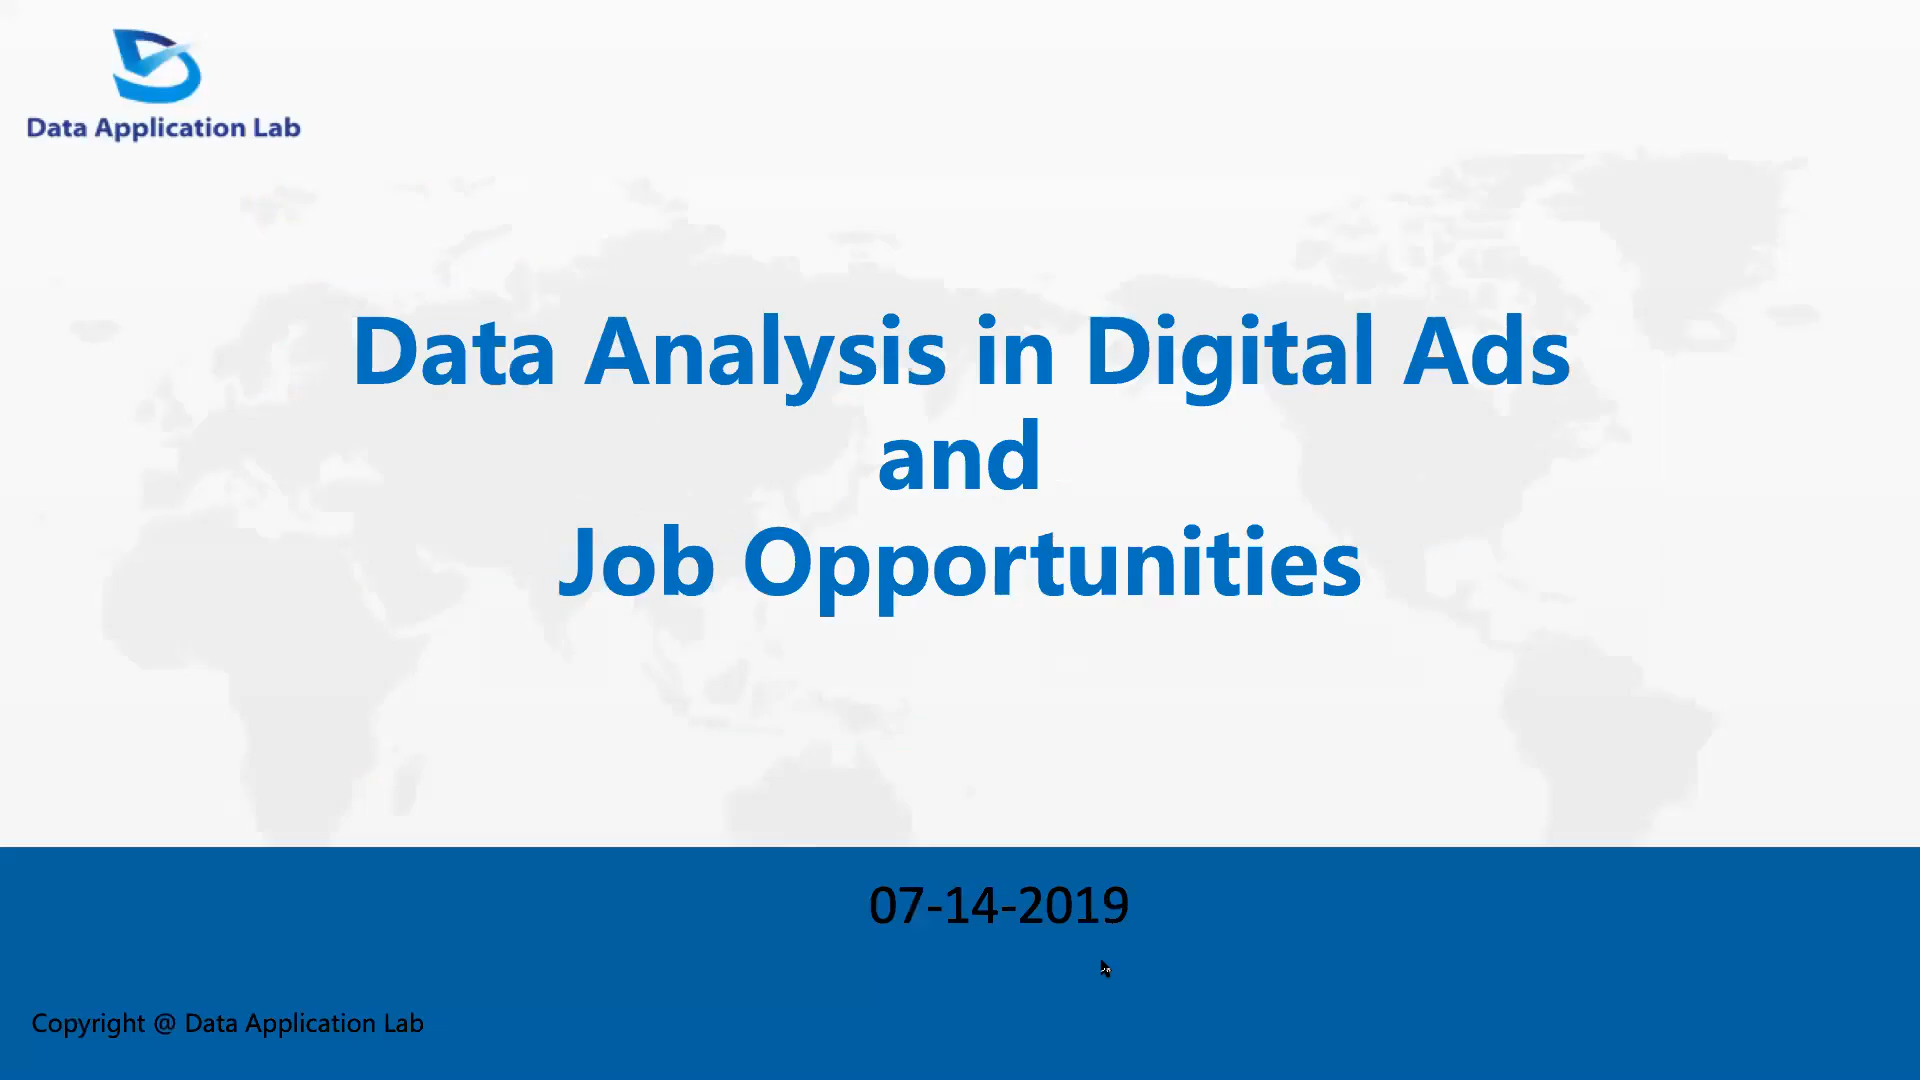 Data Application Lab
Data Analysis in Digital Ads
and
Job Opportunities
07-14-2019
Copyright @ Data Application Lab